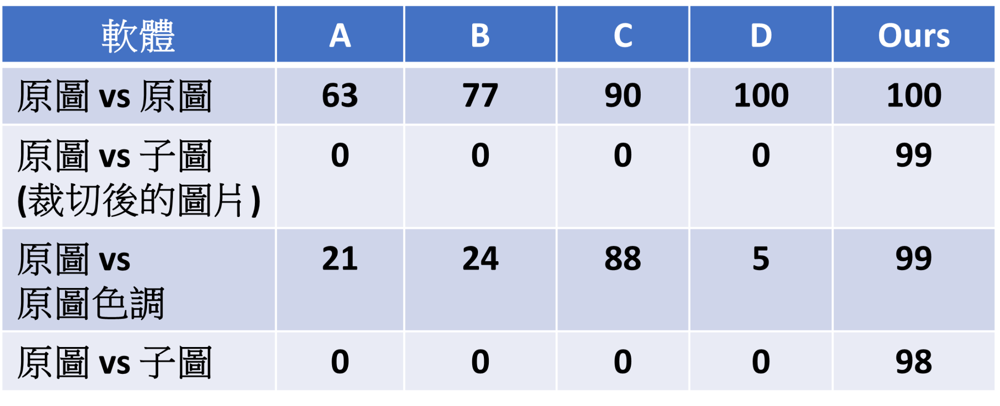 軟體 A B C D Ours
原圖 vs 原圖 63 77 90 100 100
原圖 vs 子圖 0 0 0 0 99
(裁切後的圖片)
原圖 vs 21 24 88 5 99
原圖色調
原圖 vs 子圖 0 0 0 0 98